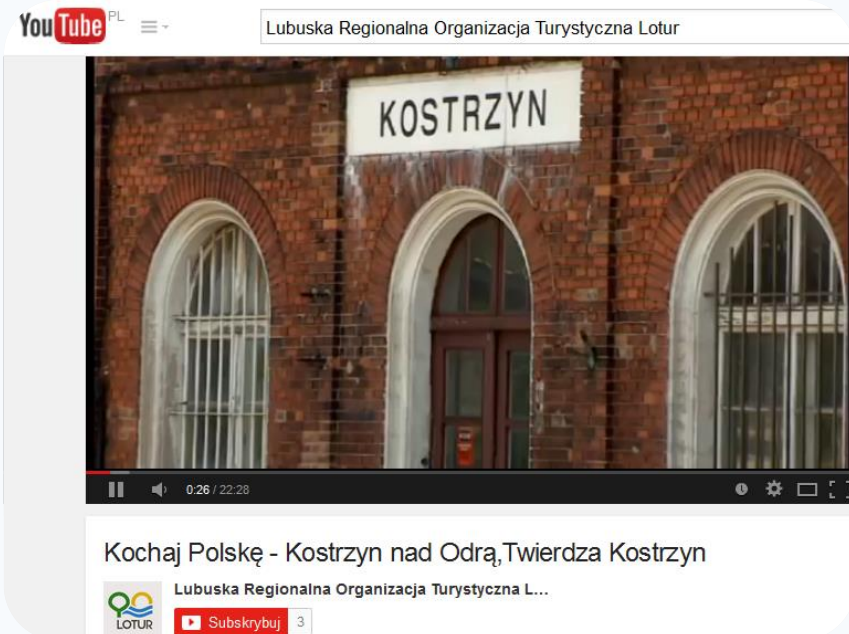 YouTube PL
Lubuska Regionalna Organizacja Turystyczna Lotur
KOSTRZYN
0:26 / 22:28
Kochaj Polskę - Kostrzyn nad Odrą,Twierdza Kostrzyn
Lubuska Regionalna Organizacja Turystyczna L...
LOTUR
Subskrybuj 3